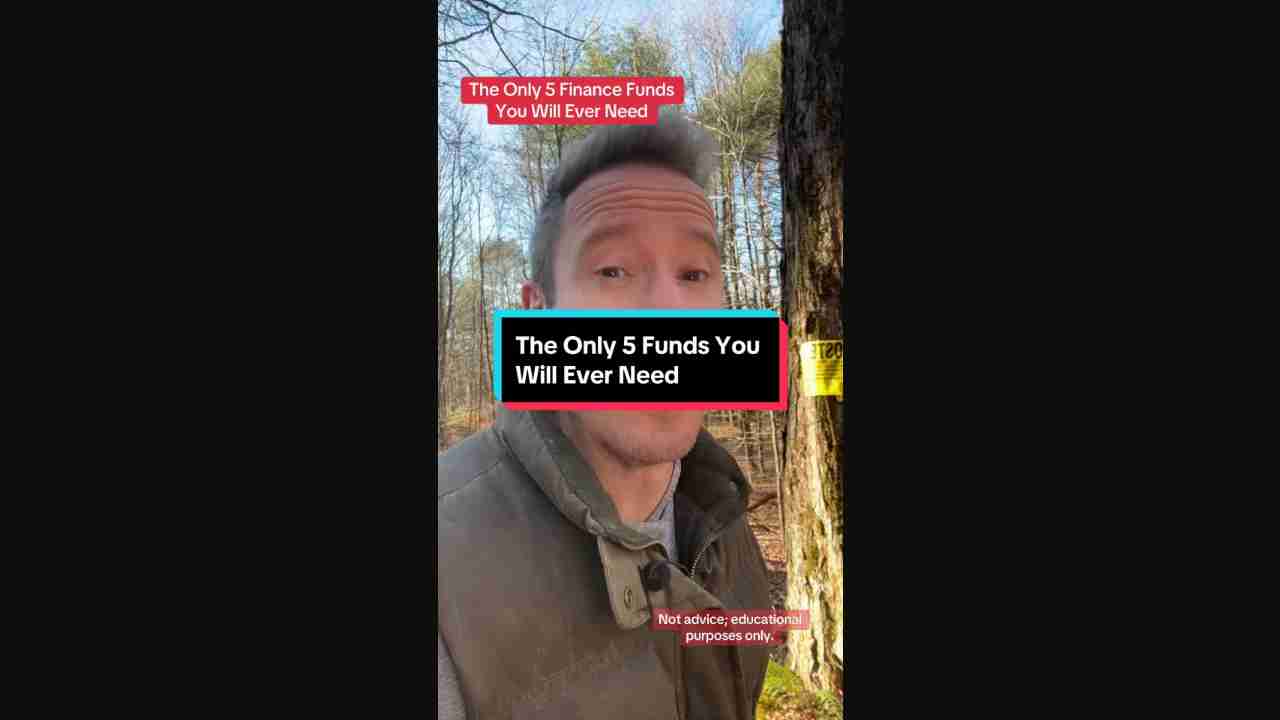 The Only 5 Finance Funds
You Will Ever Need
The Only 5 Funds You
Will Ever Need
Not advice; educational
purposes only.